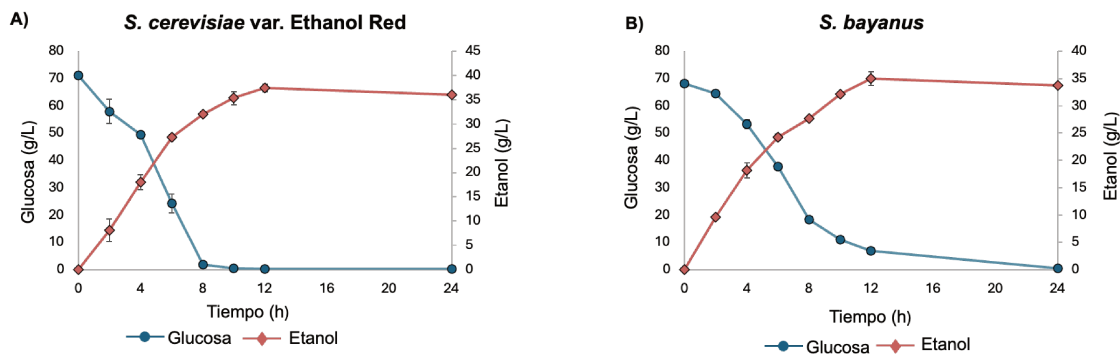 A)
S. cerevisiae var. Ethanol Red
80
70
60
50
40
30
20
10
0
Glucosa (g/L)
45
40
35
30
25
20
15
10
5
0
Etanol (g/L)
0 4 8 12 16 20 24
Tiempo (h)
Glucosa Etanol
B)
S. bayanus
80
70
60
50
40
30
20
10
0
Glucosa (g/L)
40
35
30
25
20
15
10
5
0
Etanol (g/L)
0 4 8 12 16 20 24
Tiempo (h)
Glucosa Etanol